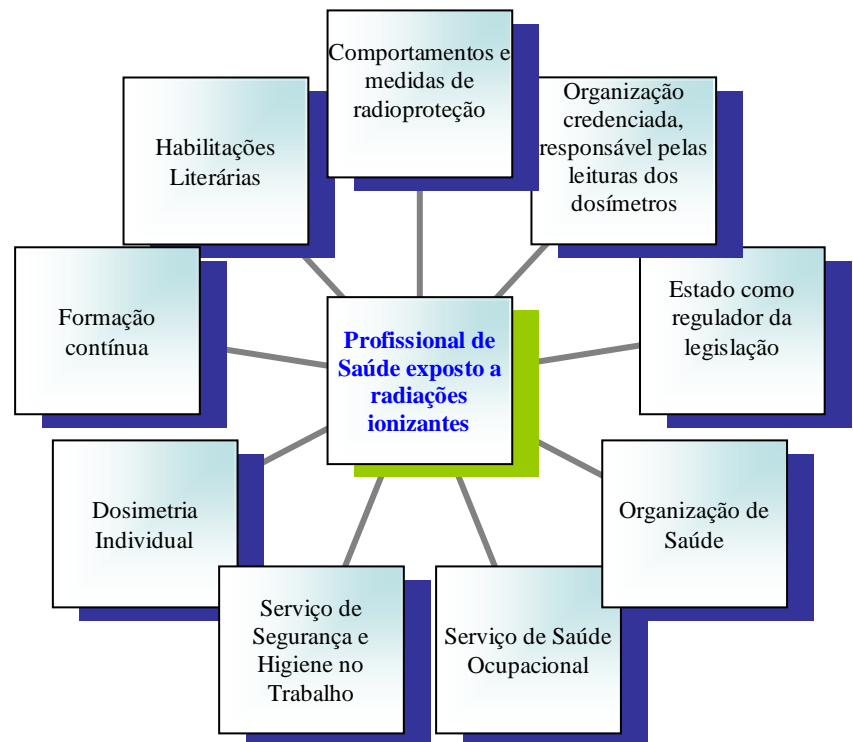 Comportamentos e
medidas de
radioproteção
Organização
credenciada,
responsável pelas
leituras dos
dosímetros
Estado como
regulador da
legislação
Organização de
Saúde
Serviço de Saúde
Ocupacional
Serviço de
Segurança e
Higiene no
Trabalho
Dosimetria
Individual
Formação
contínua
Habilitações
Literárias
Profissional de
Saúde exposto a
radiações
ionizantes